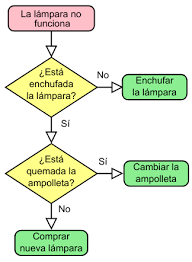 La lámpara no
funciona
¿Está
enchufada
la lámpara?
No
Enchufar
la lámpara
Sí
¿Está
quemada la
ampolleta?
Sí
Cambiar la
ampolleta
No
Comprar
nueva lámpara